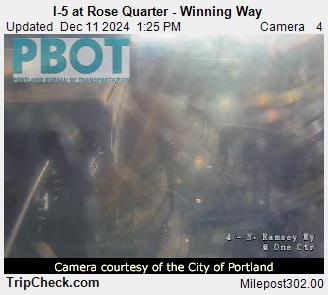 I-5 at Rose Quarter - Winning Way
Updated Dec 11 2024 1:25 PM Camera 4
PBOT
PORTLAND BUREAU OF TRANSPORTATION
4 - N. Ramsey Wy
@ One Ctr
Camera courtesy of the City of Portland
TripCheck.com Milepost302.00